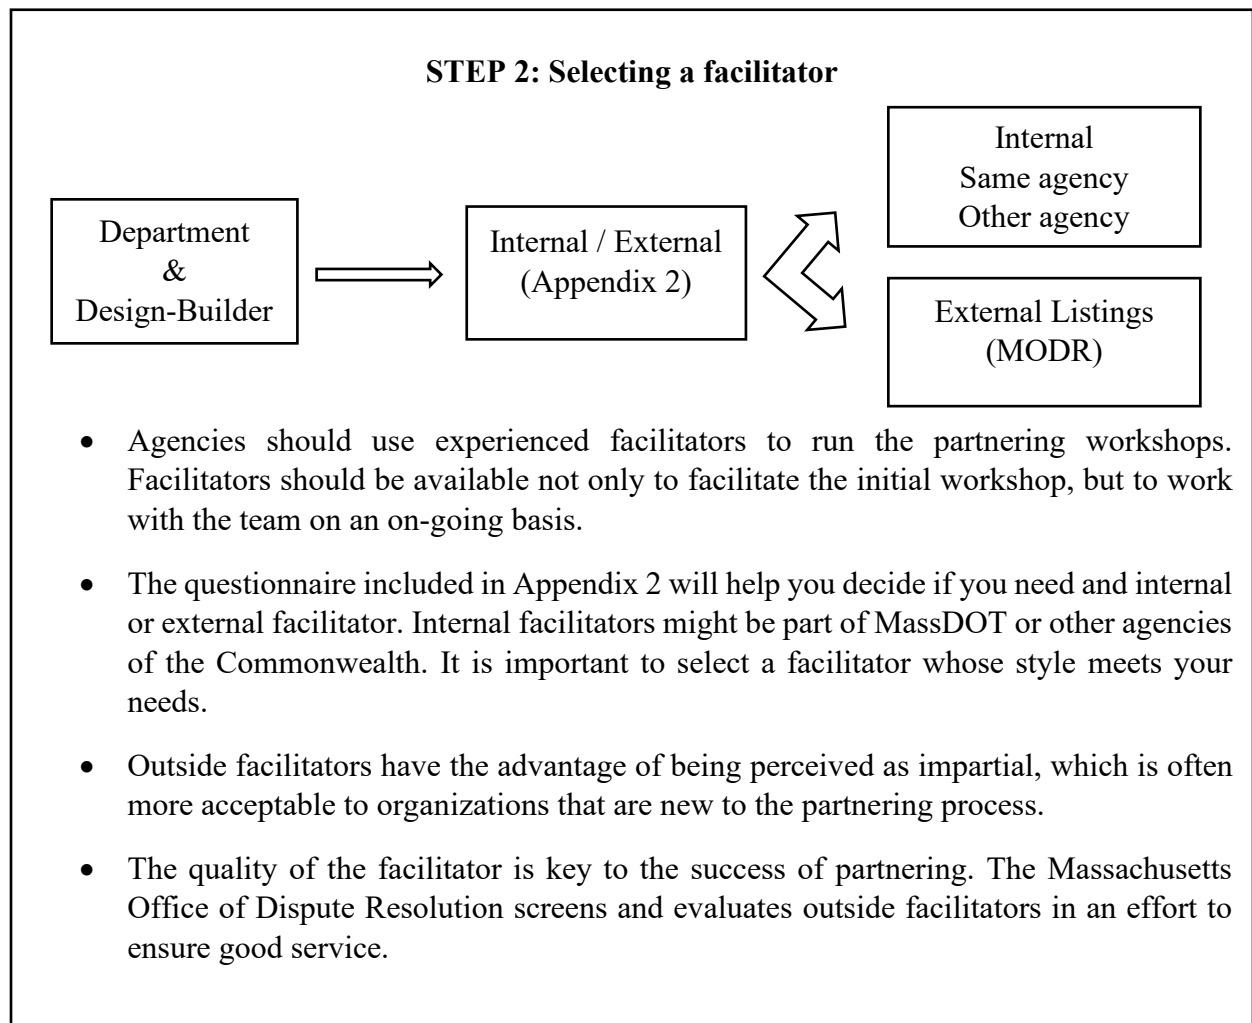 STEP 2: Selecting a facilitator
Department
&
Design-Builder
Internal / External
(Appendix 2)
Internal
Same agency
Other agency
External Listings
(MODR)
• Agencies should use experienced facilitators to run the partnering workshops.
Facilitators should be available not only to facilitate the initial workshop, but to work
with the team on an on-going basis.
• The questionnaire included in Appendix 2 will help you decide if you need and internal
or external facilitator. Internal facilitators might be part of MassDOT or other agencies
of the Commonwealth. It is important to select a facilitator whose style meets your
needs.
• Outside facilitators have the advantage of being perceived as impartial, which is often
more acceptable to organizations that are new to the partnering process.
• The quality of the facilitator is key to the success of partnering. The Massachusetts
Office of Dispute Resolution screens and evaluates outside facilitators in an effort to
ensure good service.